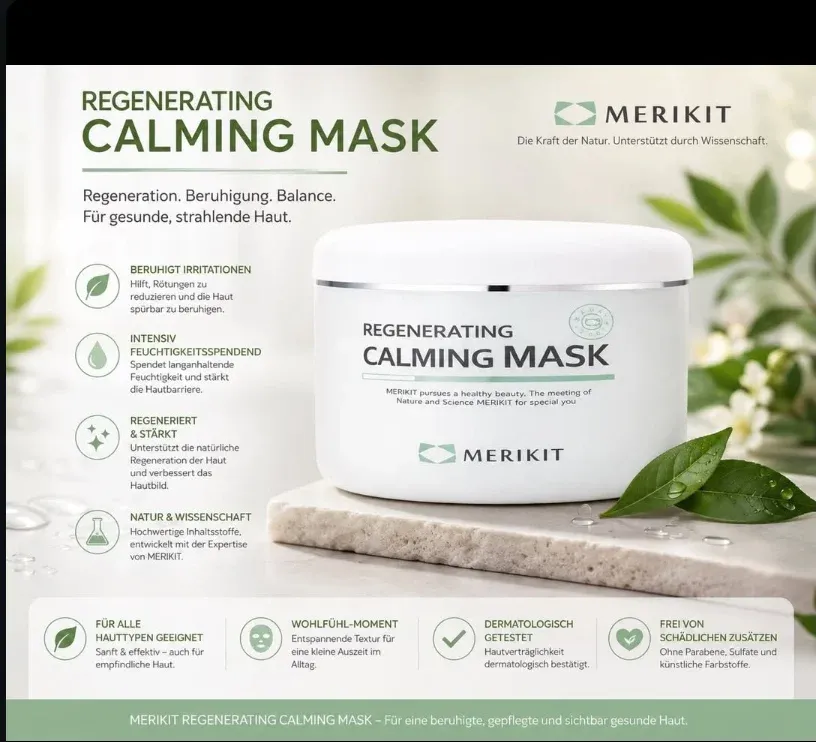 REGENERATING
CALMING MASK
MERIKIT
Die Kraft der Natur. Unterstützt durch Wissenschaft.
Regeneration. Beruhigung. Balance.
Für gesunde, strahlende Haut.
BERUHIGT IRRITATIONEN
Hilft, Rötungen zu
reduzieren und die Haut
spürbar zu beruhigen.
INTENSIV
FEUCHTIGKEITSSPENDEND
Spendet langanhaltende
Feuchtigkeit und stärkt
die Hautbarriere.
REGENERIERT
& STÄRKT
Unterstützt die natürliche
Regeneration der Haut
und verbessert das
Hautbild.
NATUR & WISSENSCHAFT
Hochwertige Inhaltsstoffe,
entwickelt mit der Expertise
von MERIKIT.
REGENERATING
CALMING MASK
MERIKIT pursues a healthy beauty. The meeting of
Nature and Science MERIKIT for special you
MERIKIT
FÜR ALLE
HAUTTYPEN GEEIGNET
Sanft & effektiv – auch für
empfindliche Haut.
WOHLFÜHL-MOMENT
Entspannende Textur für
eine kleine Auszeit im
Alltag.
DERMATOLOGISCH
GETESTET
Hautverträglichkeit
dermatologisch bestätigt.
FREI VON
SCHÄDLICHEN ZUSÄTZEN
Ohne Parabene, Sulfate und
künstliche Farbstoffe.
MERIKIT REGENERATING CALMING MASK – Für eine beruhigte, gepflegte und sichtbar gesunde Haut.